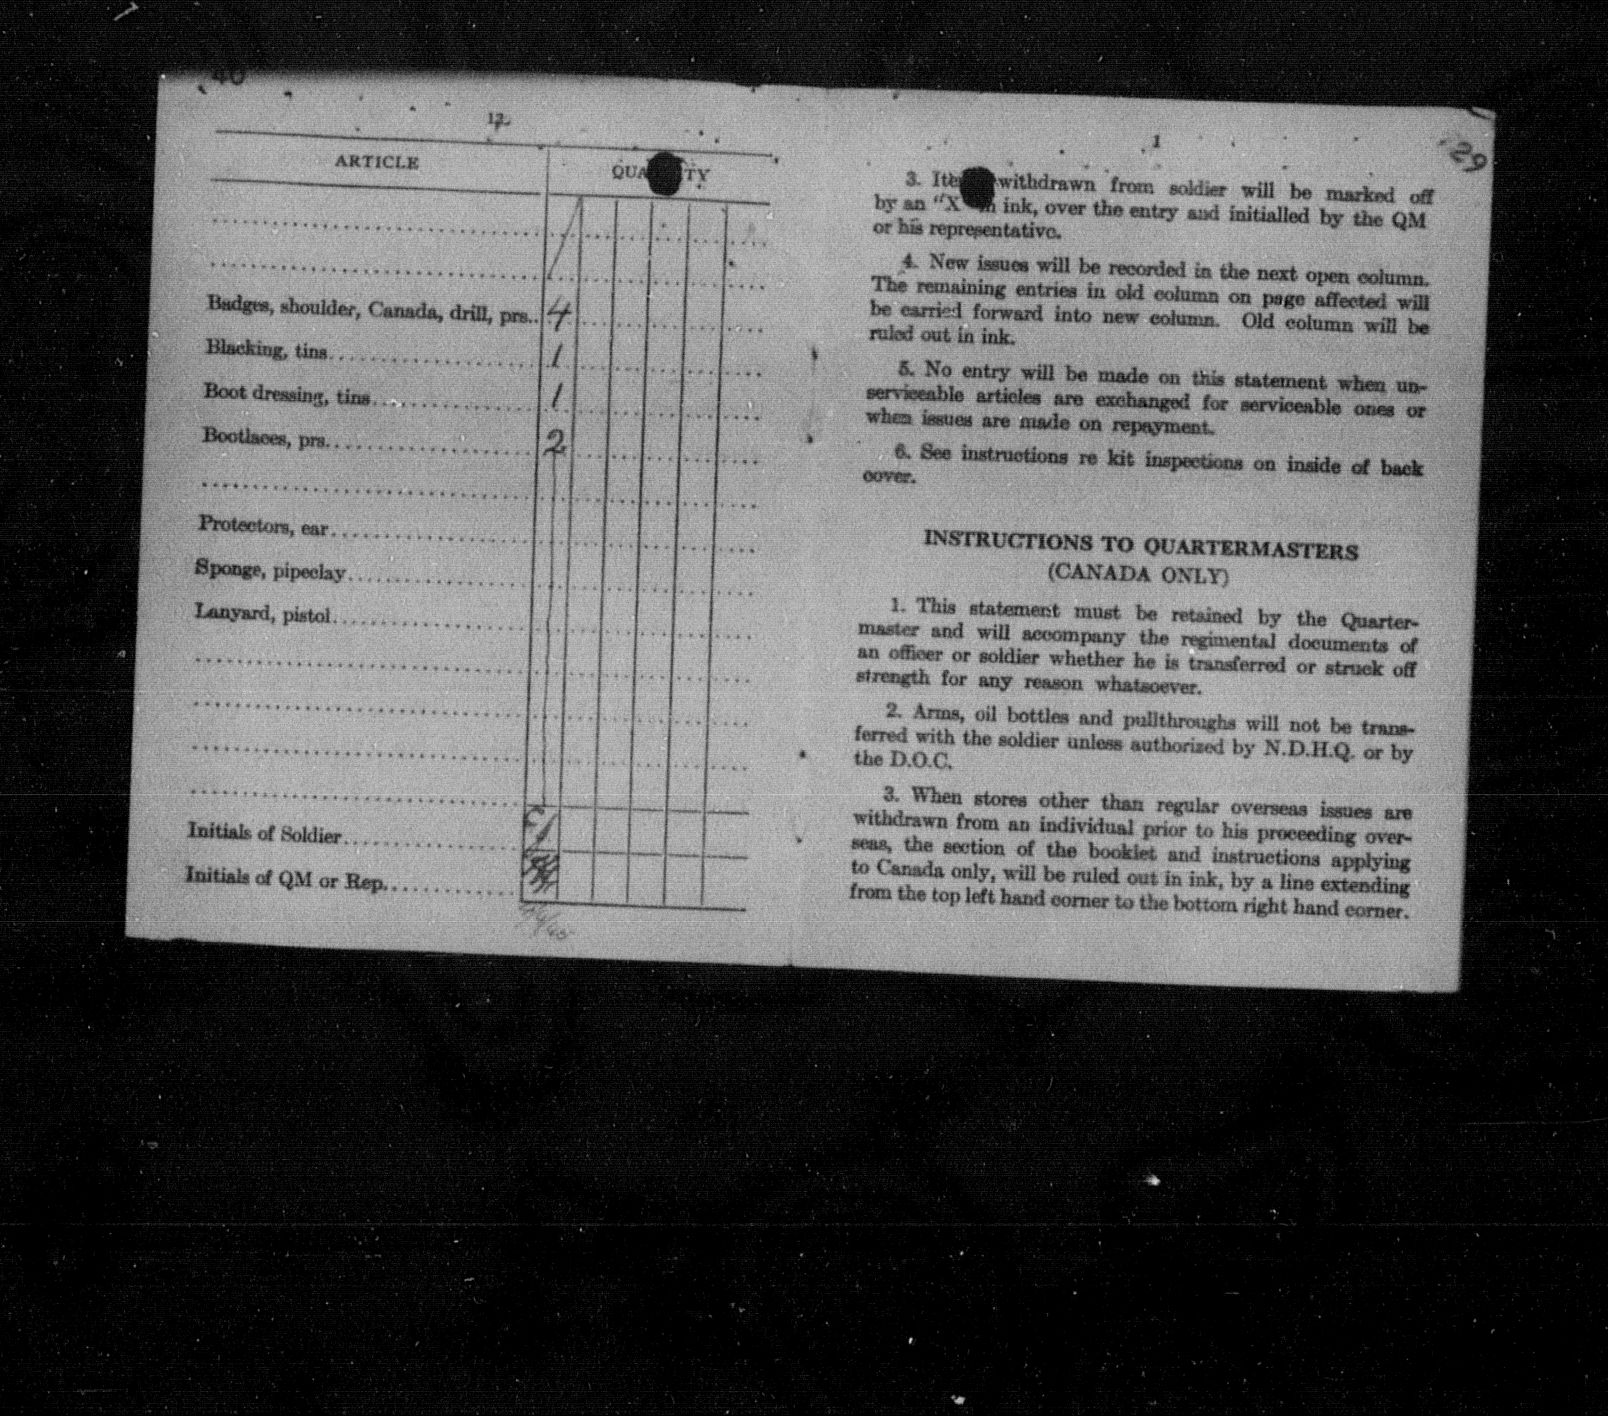 40
12
ARTICLE QUANTITY
Badges, shoulder, Canada, drill, prs.. 4
Blacking, tins 1
Boot dressing, tins 1
Bootlaces, prs. 2
Protectors, ear
Sponge, pipeclay
Lanyard, pistol
Initials of Soldier
Initials of QM or Rep.
29
1
3. Items withdrawn from soldier will be marked off
by an "X" in ink, over the entry and initialled by the QM
or his representative.
4. New issues will be recorded in the next open column.
The remaining entries in old column on page affected will
be carried forward into new column. Old column will be
ruled out in ink.
5. No entry will be made on this statement when un-
serviceable articles are exchanged for serviceable ones or
when issues are made on repayment.
6. See instructions re kit inspections on inside of back
cover.
INSTRUCTIONS TO QUARTERMASTERS
(CANADA ONLY)
1. This statement must be retained by the Quarter-
master and will accompany the regimental documents of
an officer or soldier whether he is transferred or struck off
strength for any reason whatsoever.
2. Arms, oil bottles and pullthroughs will not be trans-
ferred with the soldier unless authorized by N.D.H.Q. or by
the D.O.C.
3. When stores other than regular overseas issues are
withdrawn from an individual prior to his proceeding over-
seas, the section of the booklet and instructions applying
to Canada only, will be ruled out in ink, by a line extending
from the top left hand corner to the bottom right hand corner.